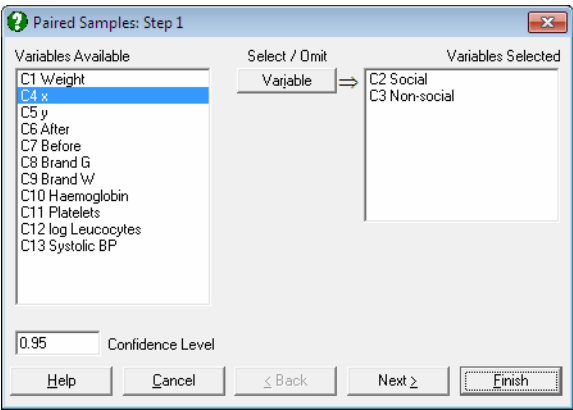 Paired Samples: Step 1
Variables Available
Select / Omit
Variables Selected
C1 Weight
C4 x
C5 y
C6 After
C7 Before
C8 Brand G
C9 Brand W
C10 Haemoglobin
C11 Platelets
C12 log Leucocytes
C13 Systolic BP
Variable
C2 Social
C3 Non-social
0.95 Confidence Level
Help Cancel < Back Next > Finish